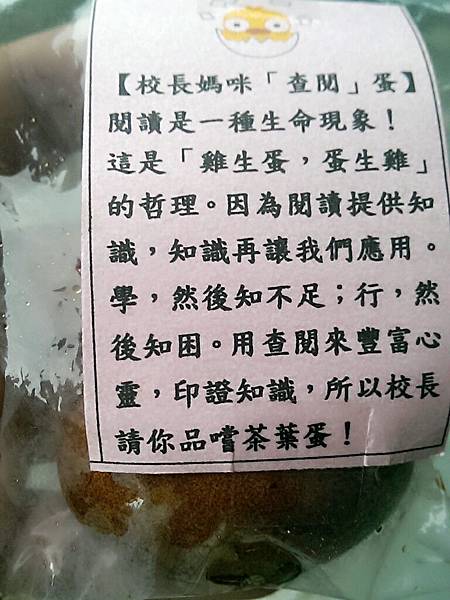 【校長媽咪「查閱」蛋】
閱讀是一種生命現象！
這是「雞生蛋，蛋生雞」
的哲理。因為閱讀提供知
識，知識再讓我們應用。
學，然後知不足；行，然
後知困。用查閱來豐富心
靈，印證知識，所以校長
請你品嚐茶葉蛋！